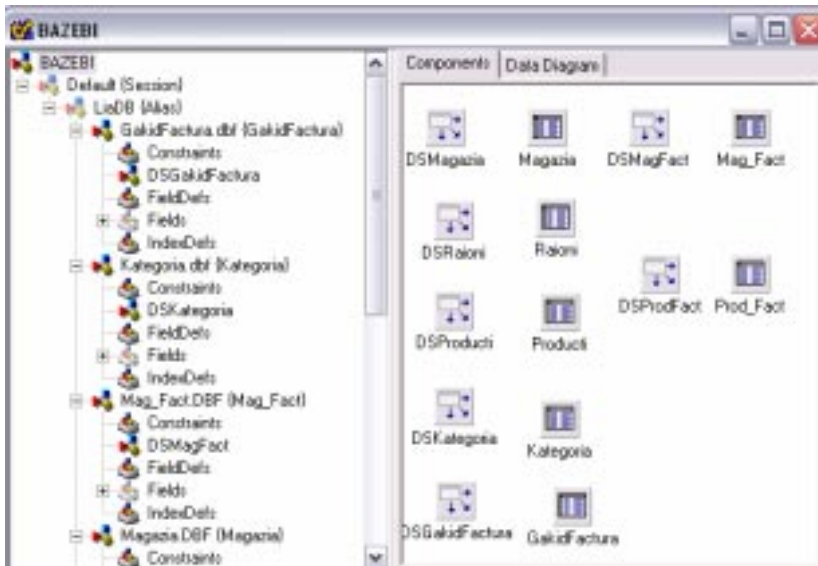 BAZEBI
BAZEBI
Default (Session)
LiaDB (Alias)
GakidFactura.dbf (GakidFactura)
Constraints
DSGakidFactura
FieldDefs
Fields
IndexDefs
Kategoria.dbf (Kategoria)
Constraints
DSKategoria
FieldDefs
Fields
IndexDefs
Mag_Fact.DBF (Mag_Fact)
Constraints
DSMagFact
FieldDefs
Fields
IndexDefs
Magazia.DBF (Magazia)
Constraints
Components Data Diagram
DSMagazia Magazia DSMagFact Mag_Fact
DSRaioni Raioni
DSProdFact Prod_Fact
DSProducti Producti
DSKategoria Kategoria
DSGakidFactura GakidFactura